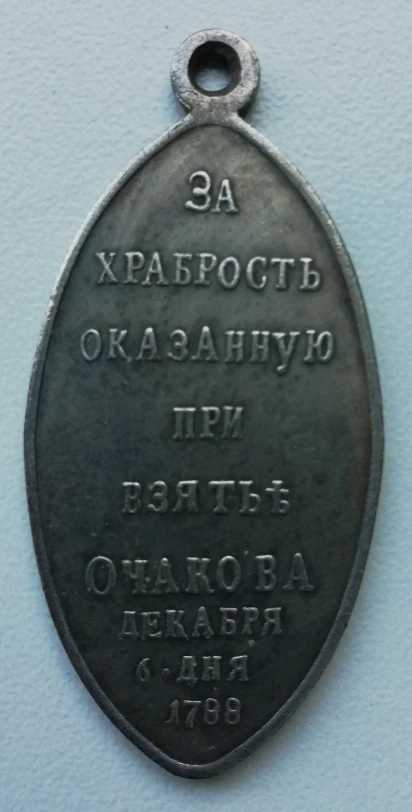 ЗА
ХРАБРОСТЬ
ОКАЗАННУЮ
ПРИ
ВЗЯТЬѢ
ОЧАКОВА
ДЕКАБРЯ
6·ДНЯ
1788